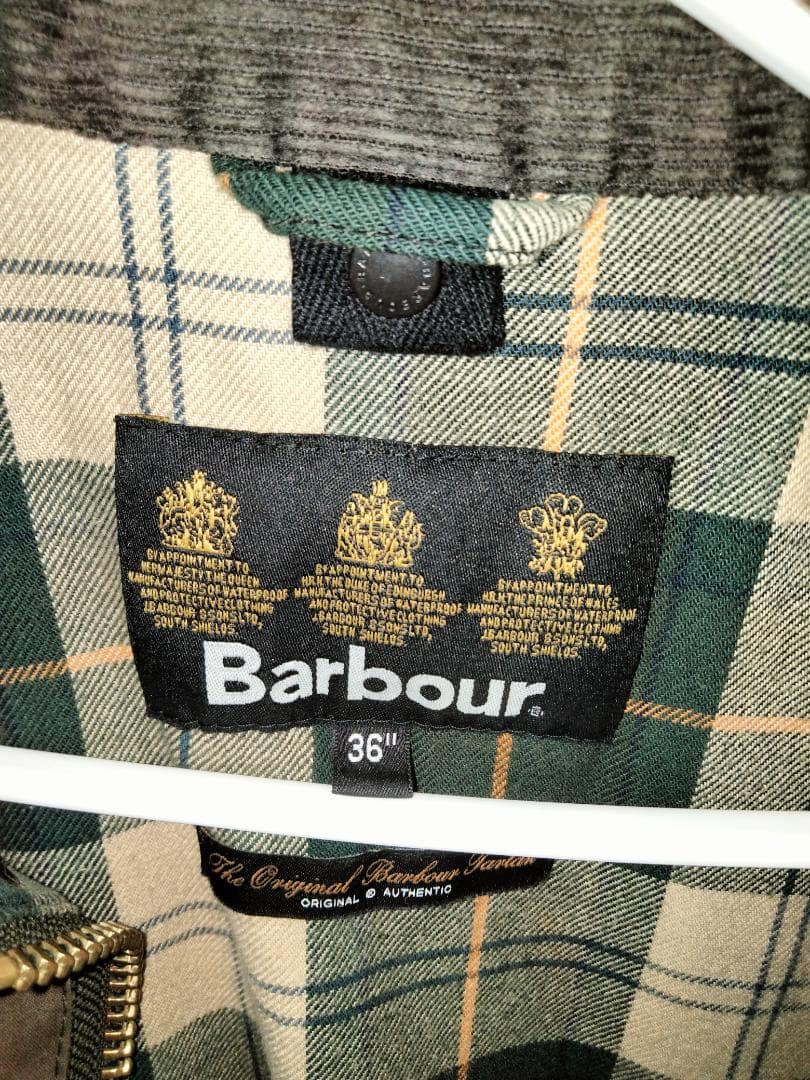 BY APPOINTMENT TO
HER MAJESTY THE QUEEN
MANUFACTURERS OF WATERPROOF
AND PROTECTIVE CLOTHING
J.BARBOUR & SONS LTD,
SOUTH SHIELDS
BY APPOINTMENT TO
H.R.H. THE DUKE OF EDINBURGH
MANUFACTURERS OF WATERPROOF
AND PROTECTIVE CLOTHING
J.BARBOUR & SONS LTD,
SOUTH SHIELDS
BY APPOINTMENT TO
H.R.H. THE PRINCE OF WALES
MANUFACTURERS OF WATERPROOF
AND PROTECTIVE CLOTHING
J.BARBOUR & SONS LTD,
SOUTH SHIELDS
Barbour
36"
The Original Barbour Tartan
ORIGINAL & AUTHENTIC